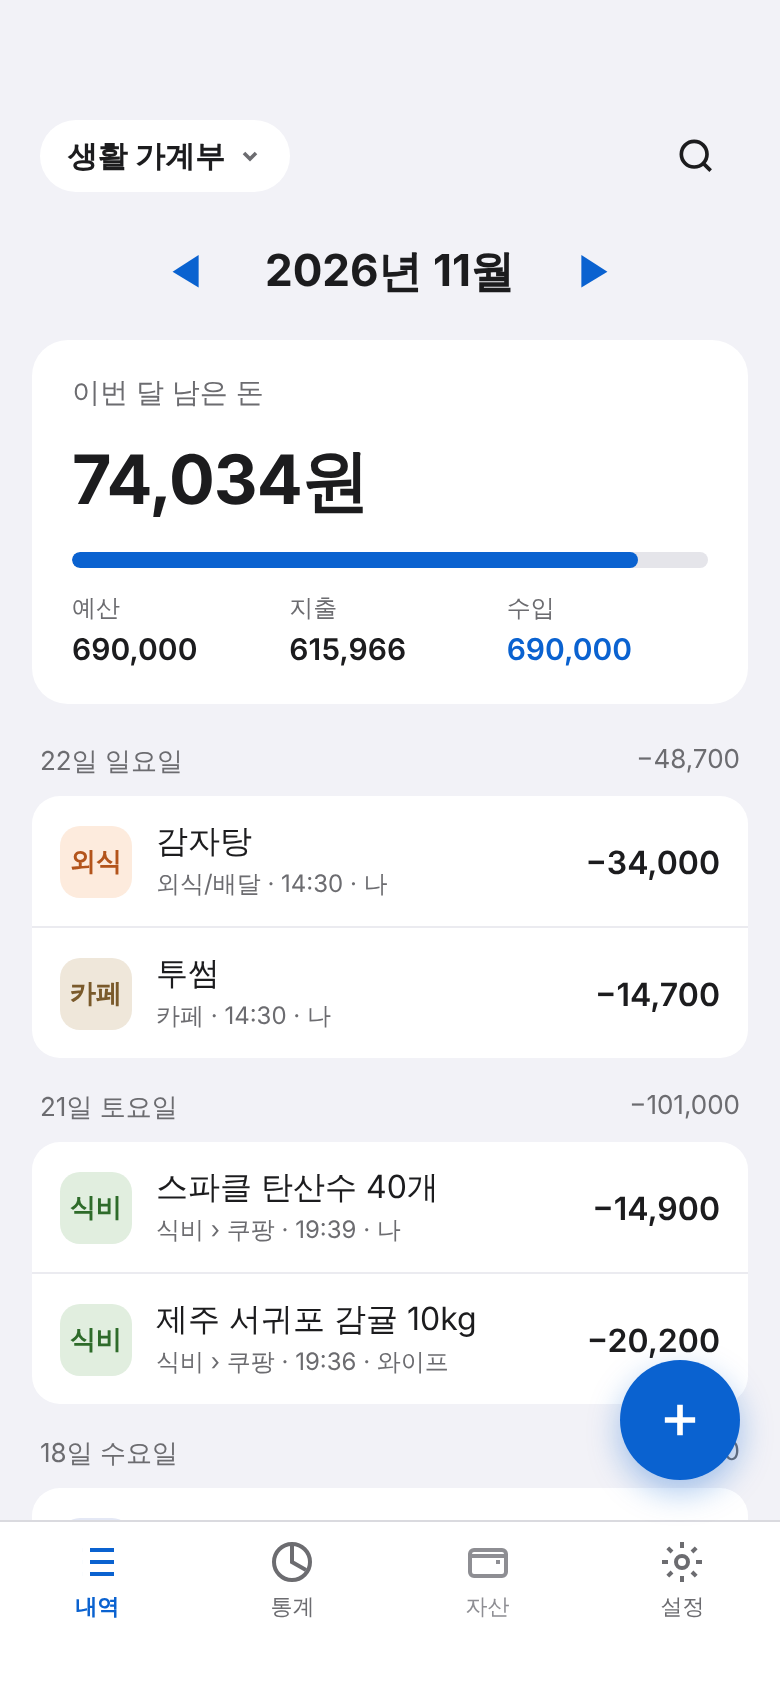 생활 가계부
2026년 11월
이번 달 남은 돈
74,034원
예산 지출 수입
690,000 615,966 690,000
22일 일요일 −48,700
외식 감자탕 −34,000
외식/배달 · 14:30 · 나
카페 투썸 −14,700
카페 · 14:30 · 나
21일 토요일 −101,000
식비 스파클 탄산수 40개 −14,900
식비 › 쿠팡 · 19:39 · 나
식비 제주 서귀포 감귤 10kg −20,200
식비 › 쿠팡 · 19:36 · 와이프
18일 수요일
+
내역 통계 자산 설정